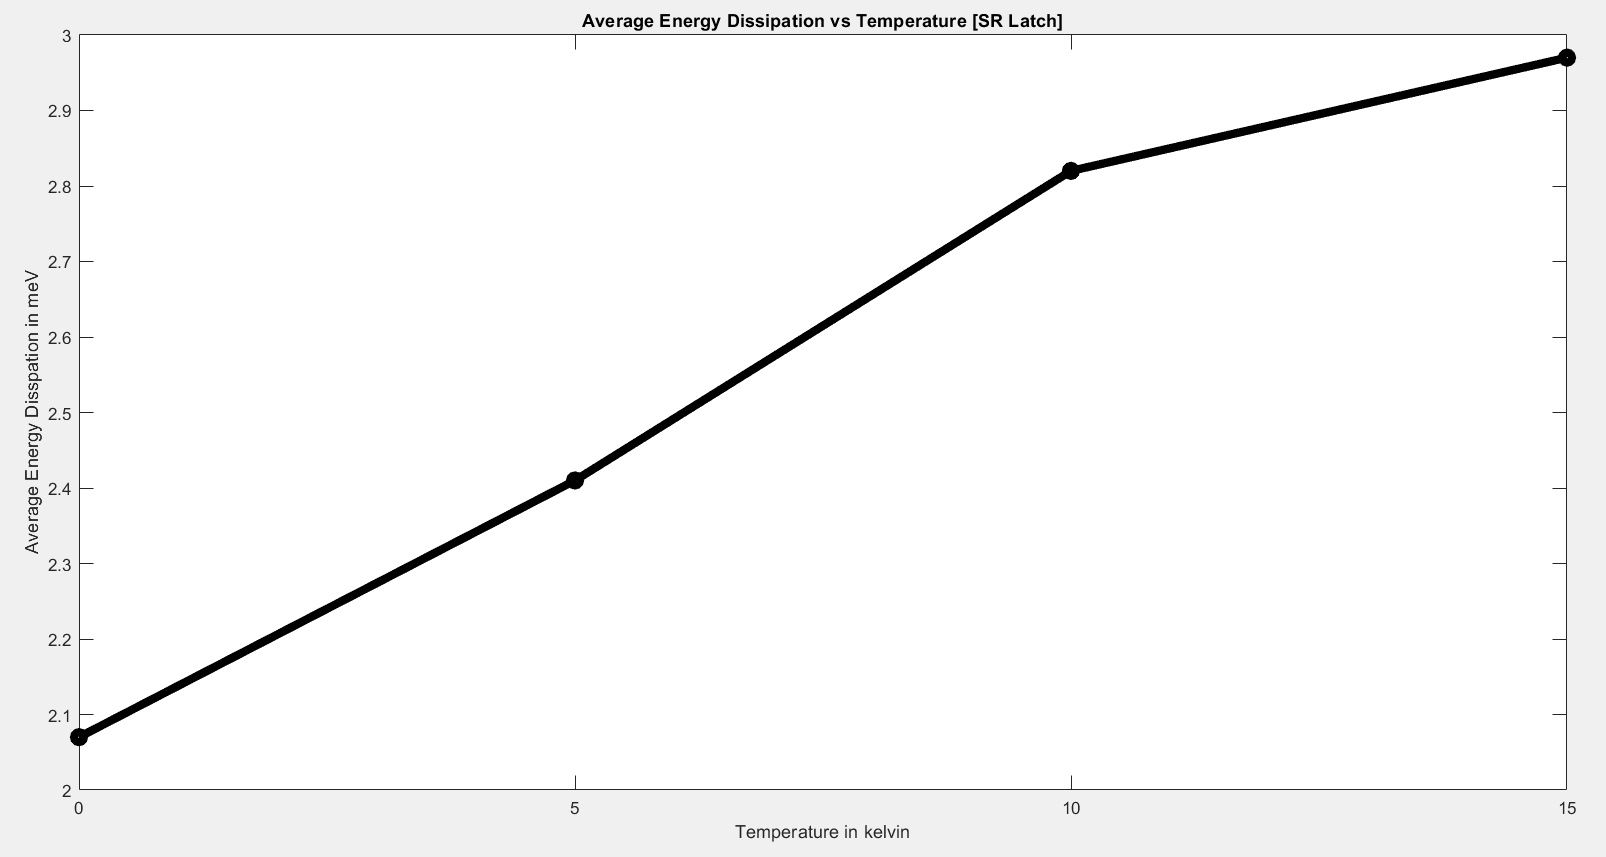 Average Energy Dissipation vs Temperature [SR Latch]
3
2.9
2.8
2.7
2.6
2.5
2.4
2.3
2.2
2.1
2
Average Energy Disspation in meV
0 5 10 15
Temperature in kelvin